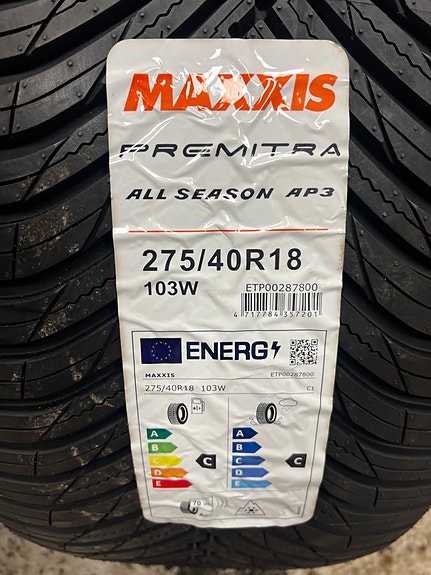 MAXXIS
PREMITRA
ALL SEASON AP3
275/40R18
103W
ETP00287800
4 717784 357201
ENERG
MAXXIS
ETP00287800
275/40R18 103W
C1
A
B
C
D
E
C
A
B
C
D
E
C
70